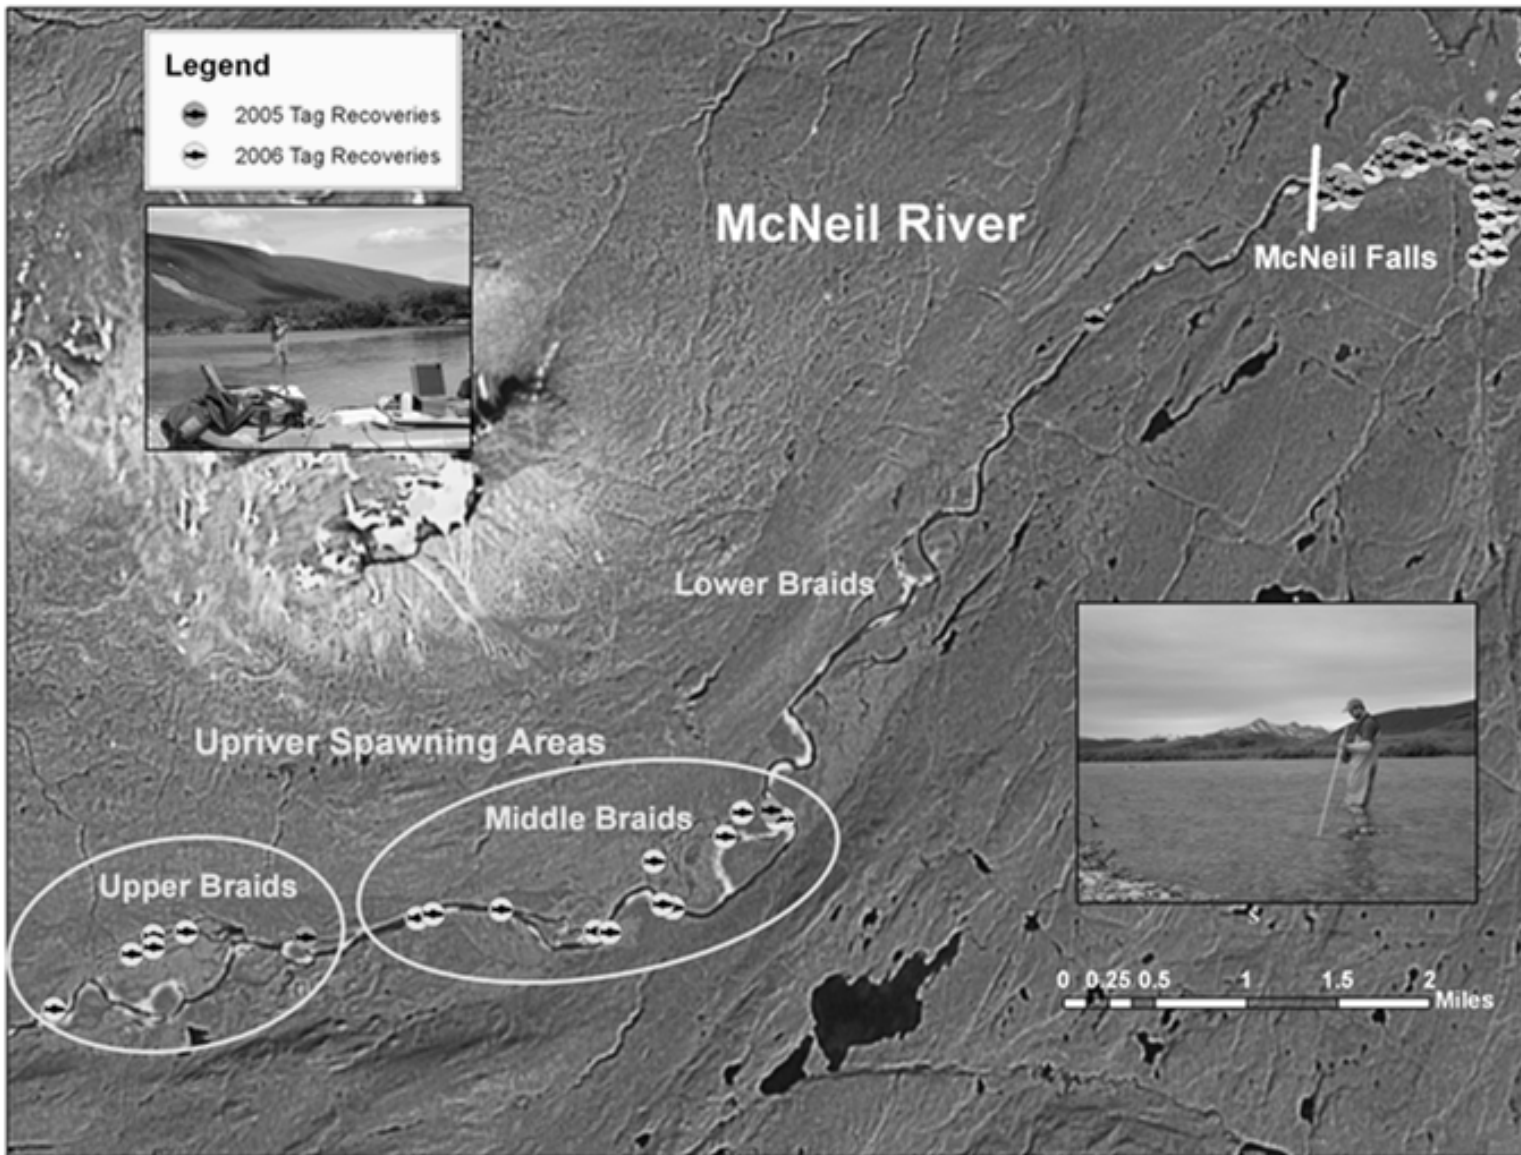 Legend
2005 Tag Recoveries
2006 Tag Recoveries
McNeil River
McNeil Falls
Lower Braids
Upriver Spawning Areas
Middle Braids
Upper Braids
0 0.25 0.5 1 1.5 2
Miles